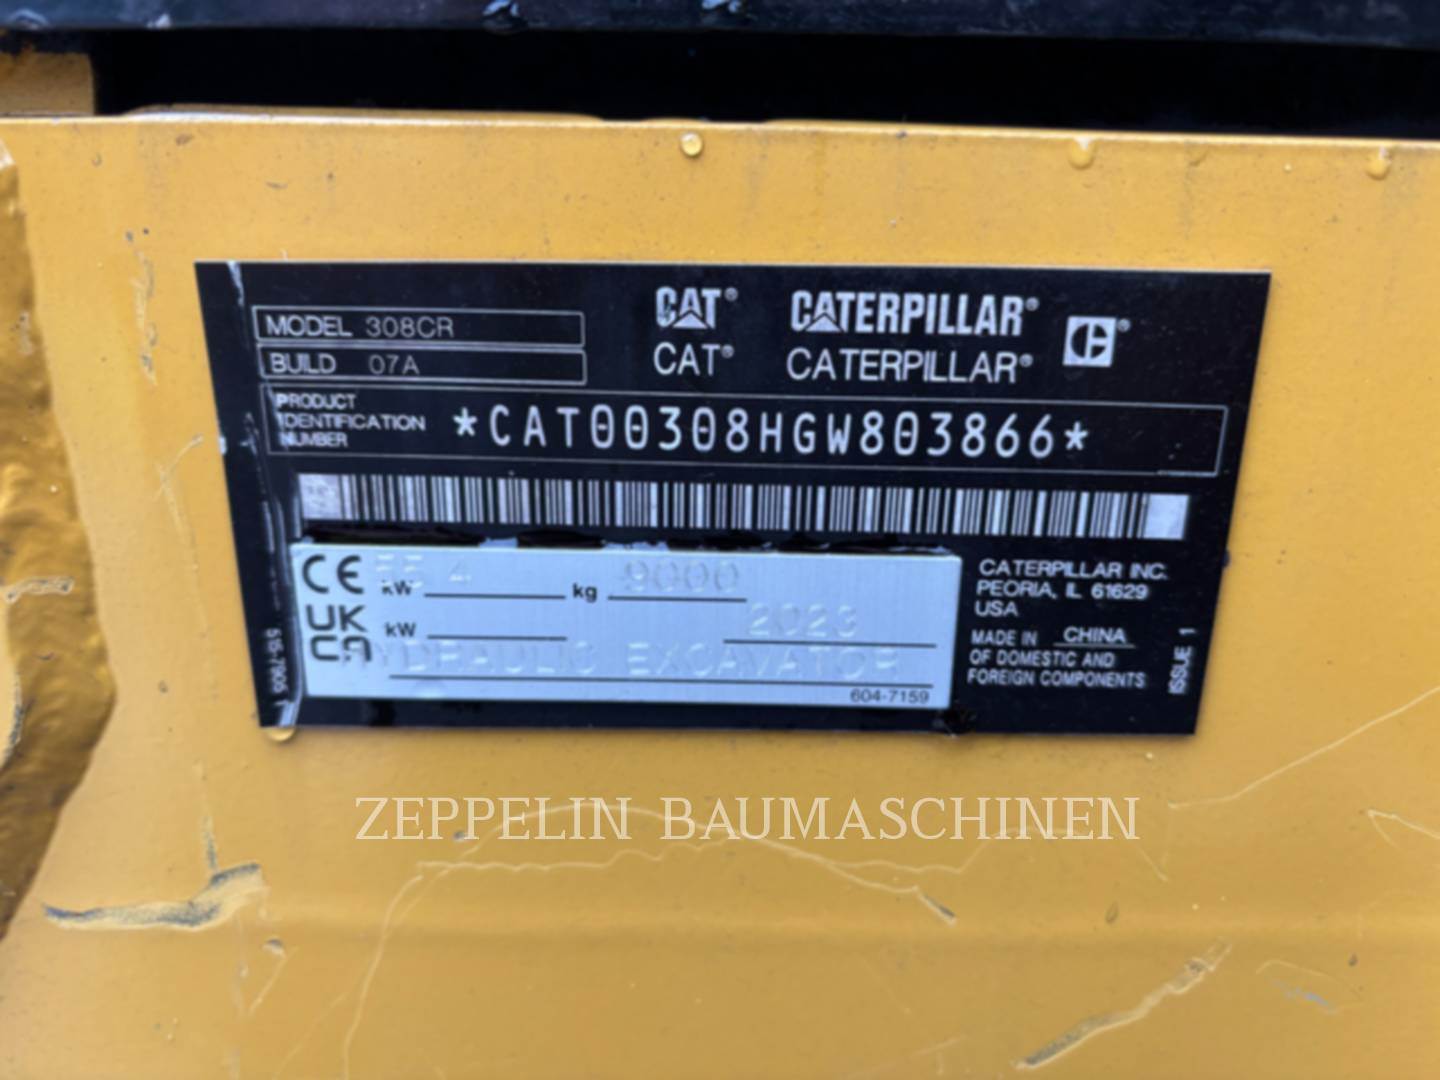 MODEL 308CR
BUILD 07A
CAT® CATERPILLAR® C®
CAT® CATERPILLAR®
PRODUCT
IDENTIFICATION
NUMBER
*CAT00308HGW803866*
CE kW kg 9000
UK
CA kW 2023
HYDRAULIC EXCAVATOR
604-7159
CATERPILLAR INC.
PEORIA, IL 61629
USA
MADE IN CHINA
OF DOMESTIC AND
FOREIGN COMPONENTS
ISSUE 1
ZEPPELIN BAUMASCHINEN